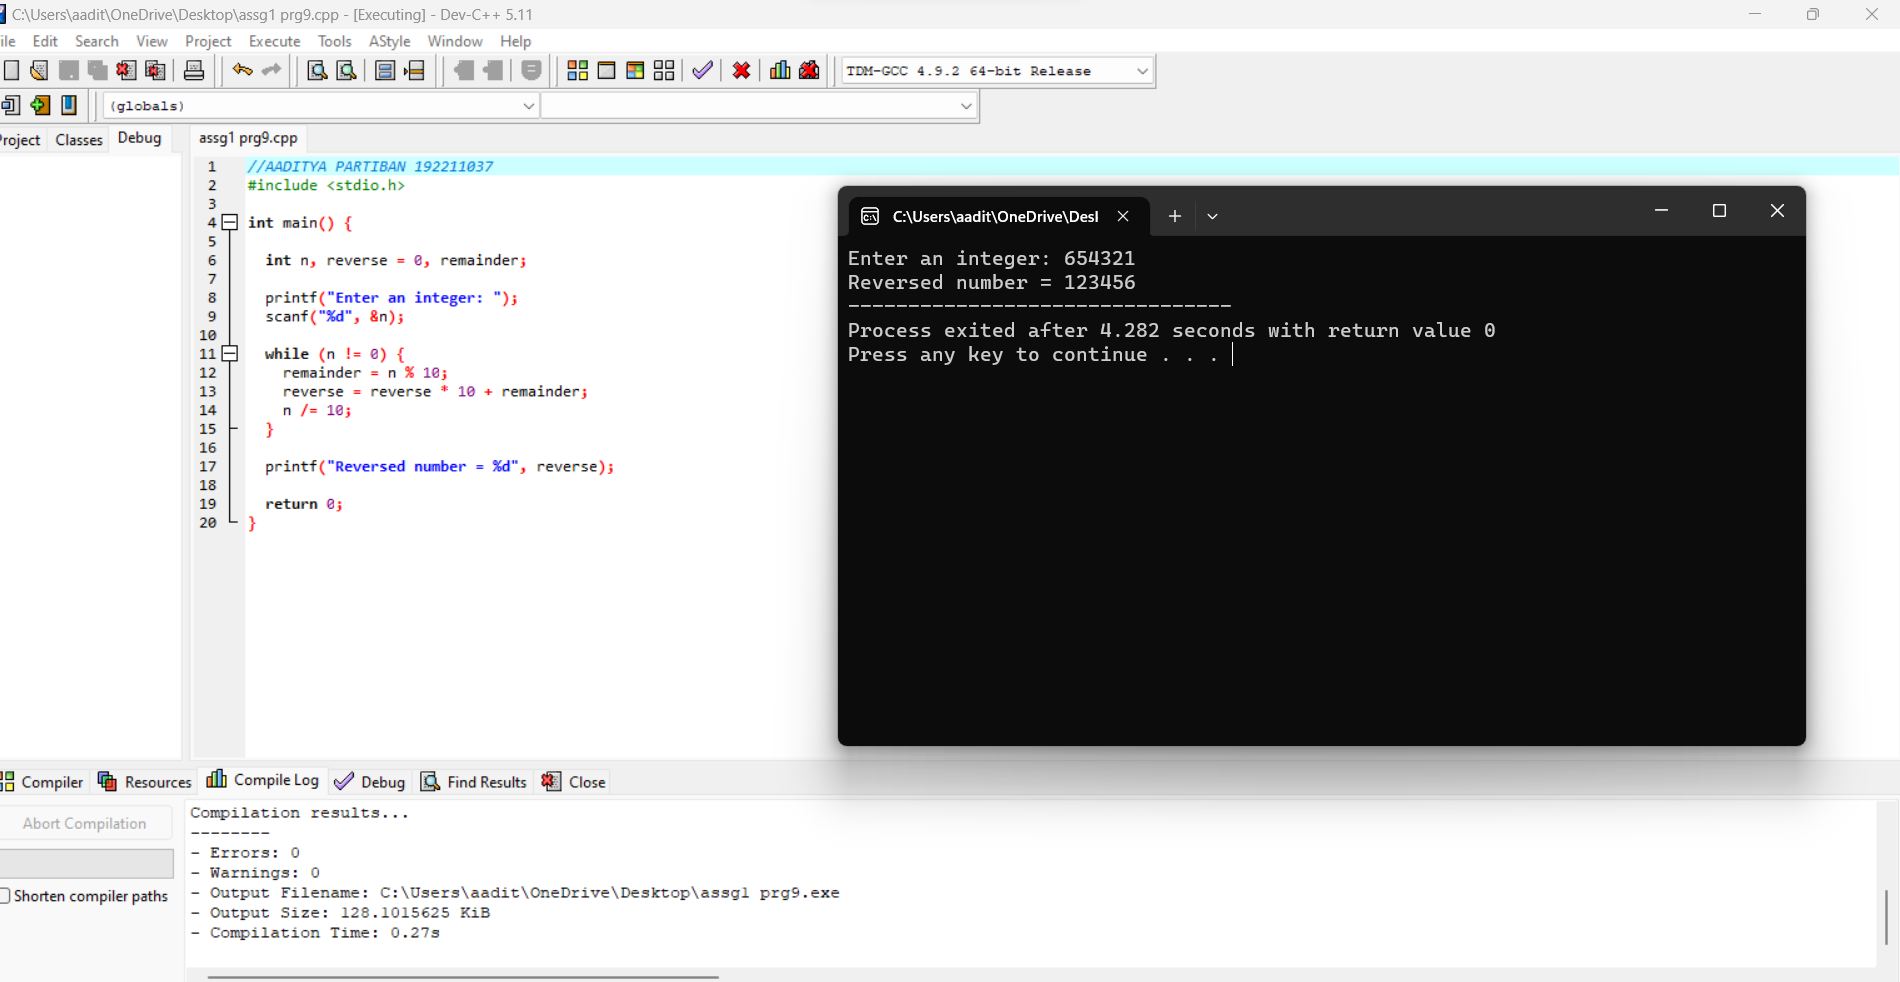 C:\Users\aadit\OneDrive\Desktop\assg1 prg9.cpp - [Executing] - Dev-C++ 5.11
ile Edit Search View Project Execute Tools AStyle Window Help
TDM-GCC 4.9.2 64-bit Release
(globals)
roject Classes Debug
assg1 prg9.cpp
1 //AADITYA PARTIBAN 192211037
2 #include <stdio.h>
3
4 int main() {
5
6 int n, reverse = 0, remainder;
7
8 printf("Enter an integer: ");
9 scanf("%d", &n);
10
11 while (n != 0) {
12 remainder = n % 10;
13 reverse = reverse * 10 + remainder;
14 n /= 10;
15 }
16
17 printf("Reversed number = %d", reverse);
18
19 return 0;
20 }
C:\Users\aadit\OneDrive\Desl
Enter an integer: 654321
Reversed number = 123456
--------------------------------
Process exited after 4.282 seconds with return value 0
Press any key to continue . . .
Compiler Resources Compile Log Debug Find Results Close
Abort Compilation
Shorten compiler paths
Compilation results...
--------
- Errors: 0
- Warnings: 0
- Output Filename: C:\Users\aadit\OneDrive\Desktop\assg1 prg9.exe
- Output Size: 128.1015625 KiB
- Compilation Time: 0.27s